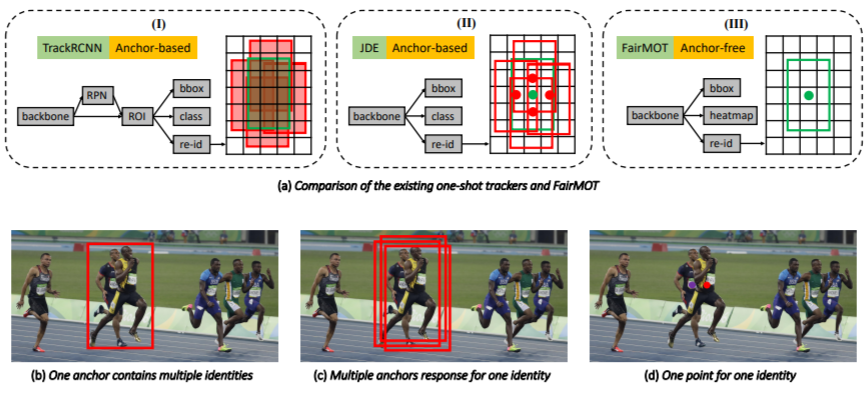 (I)
TrackRCNN Anchor-based
RPN
backbone
ROI
bbox
class
re-id
(II)
JDE Anchor-based
backbone
bbox
class
re-id
(III)
FairMOT Anchor-free
backbone
bbox
heatmap
re-id
(a) Comparison of the existing one-shot trackers and FairMOT
(b) One anchor contains multiple identities
(c) Multiple anchors response for one identity
(d) One point for one identity